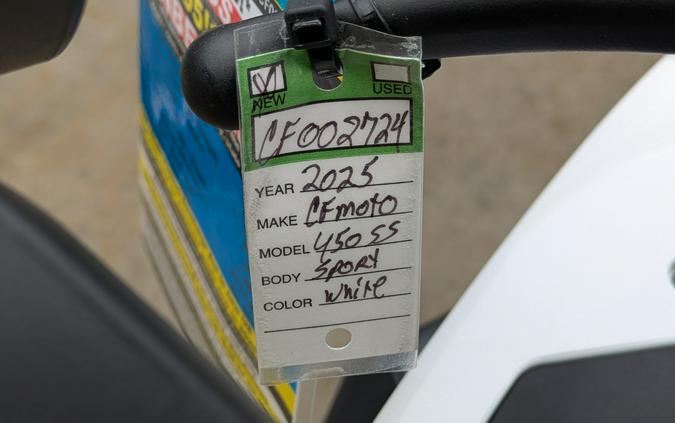 NEW USED
CF002724
YEAR 2025
MAKE CFMOTO
MODEL 450 SS
BODY SPORT
COLOR White